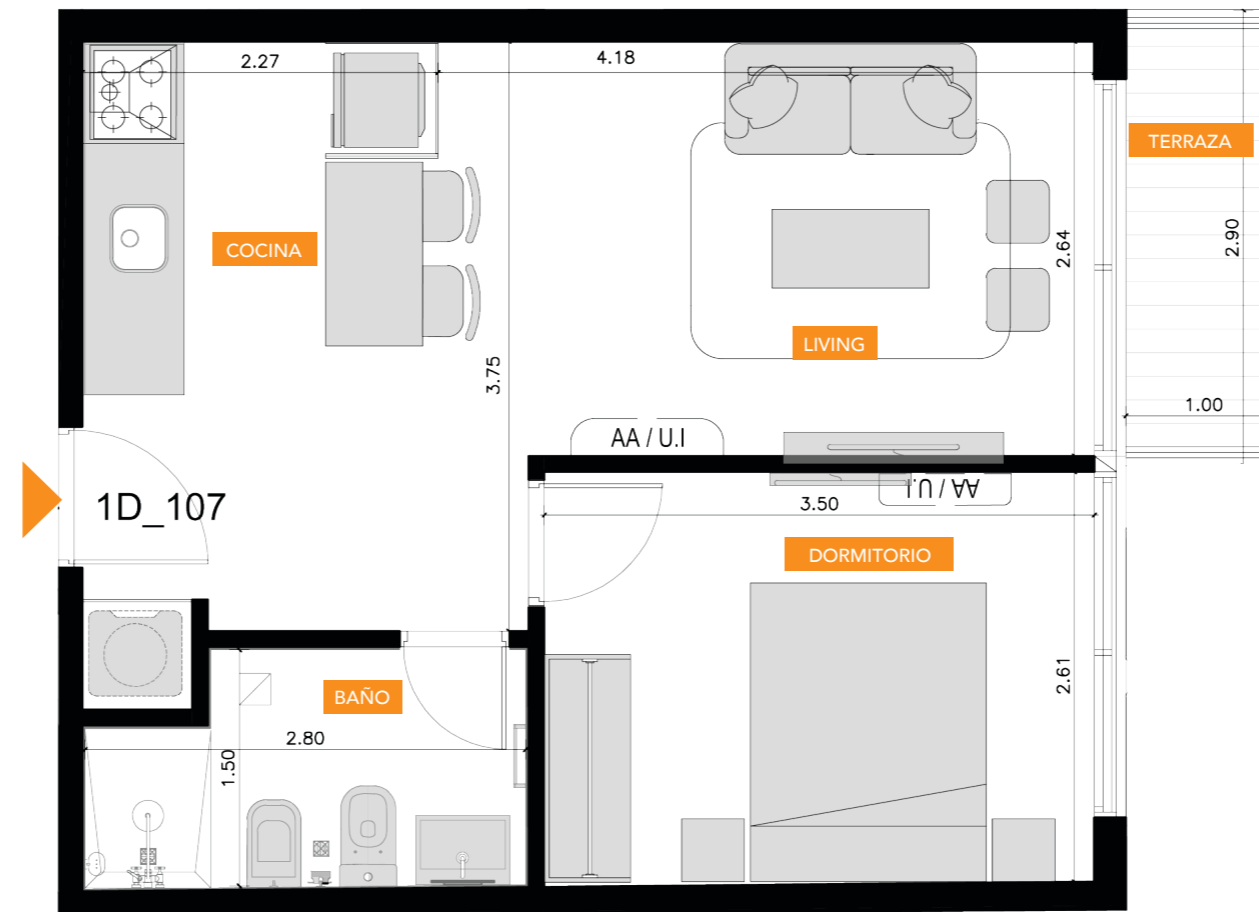 2.27
4.18
TERRAZA
COCINA
2.64
2.90
LIVING
3.75
1.00
AA / U.I
AA / U.I
3.50
1D_107
DORMITORIO
2.61
BAÑO
2.80
1.50